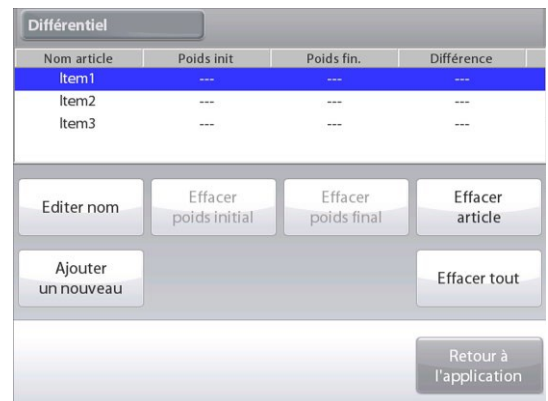 Différentiel
Nom article Poids init Poids fin. Différence
Item1 --- --- ---
Item2 --- --- ---
Item3 --- --- ---
Editer nom
Effacer
poids initial
Effacer
poids final
Effacer
article
Ajouter
un nouveau
Effacer tout
Retour à
l'application